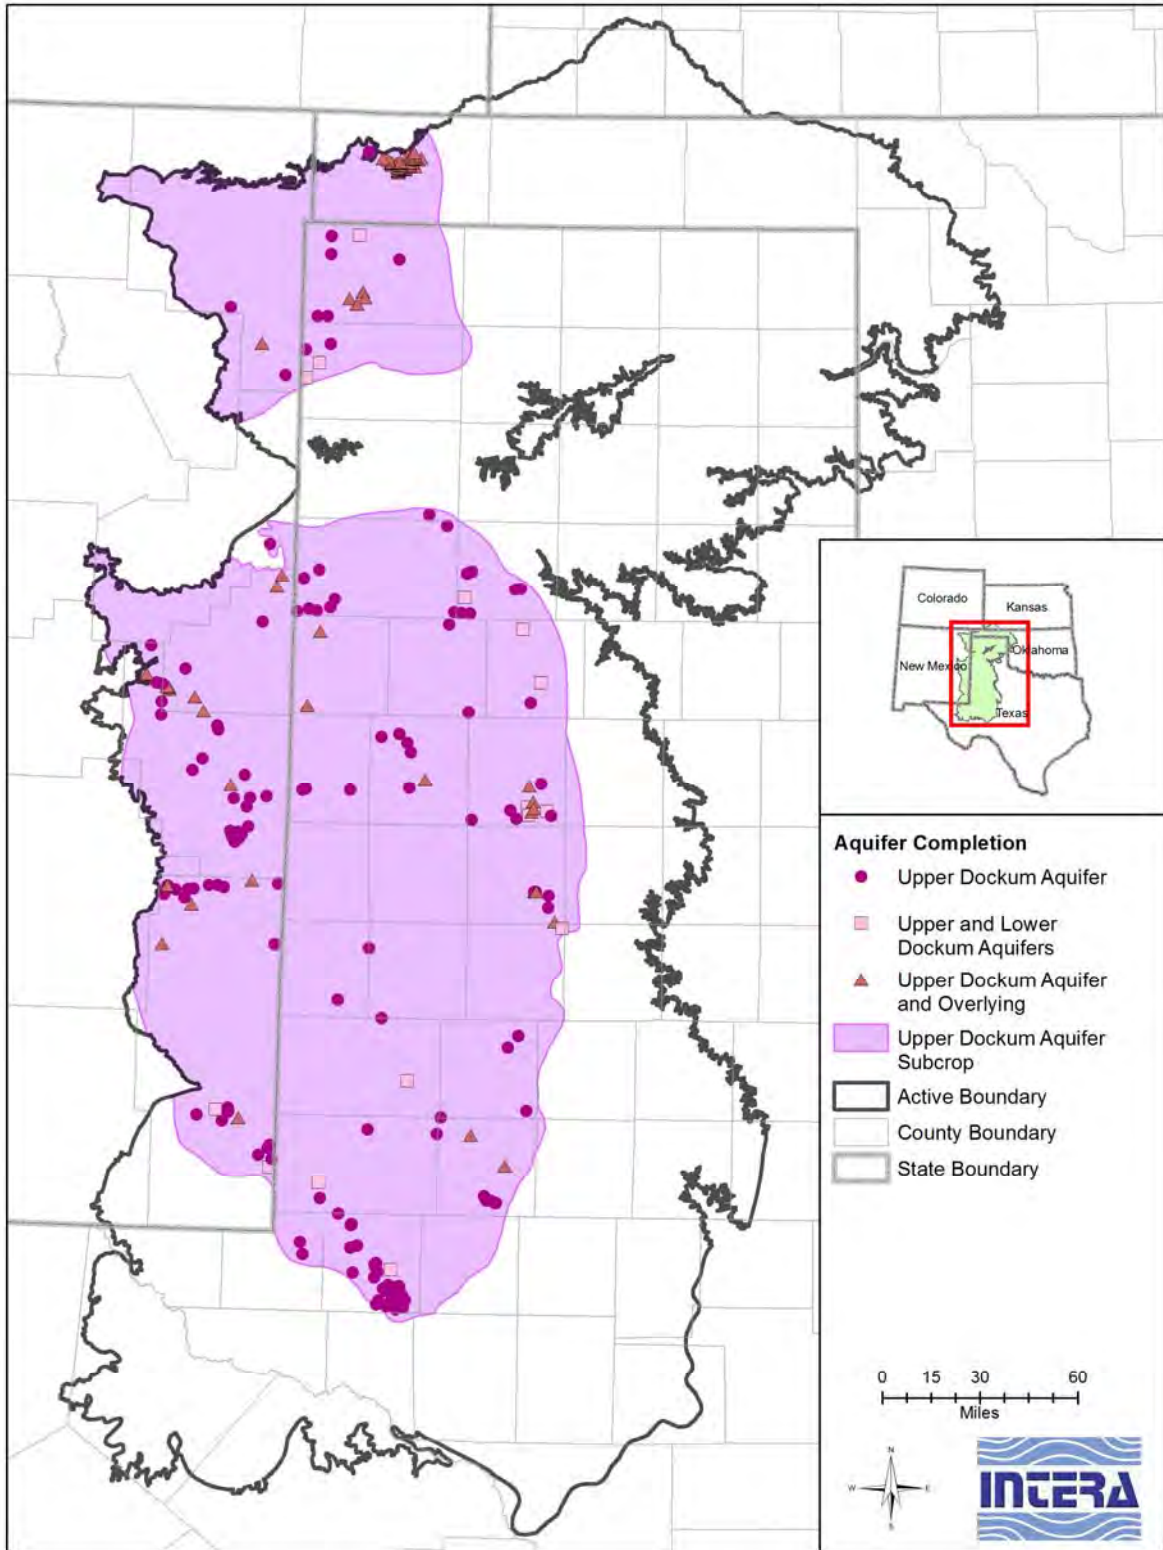 Colorado
Kansas
New Mexico
Oklahoma
Texas
Aquifer Completion
Upper Dockum Aquifer
Upper and Lower
Dockum Aquifers
Upper Dockum Aquifer
and Overlying
Upper Dockum Aquifer
Subcrop
Active Boundary
County Boundary
State Boundary
0 15 30 60
Miles
N
W E
S
INTERA